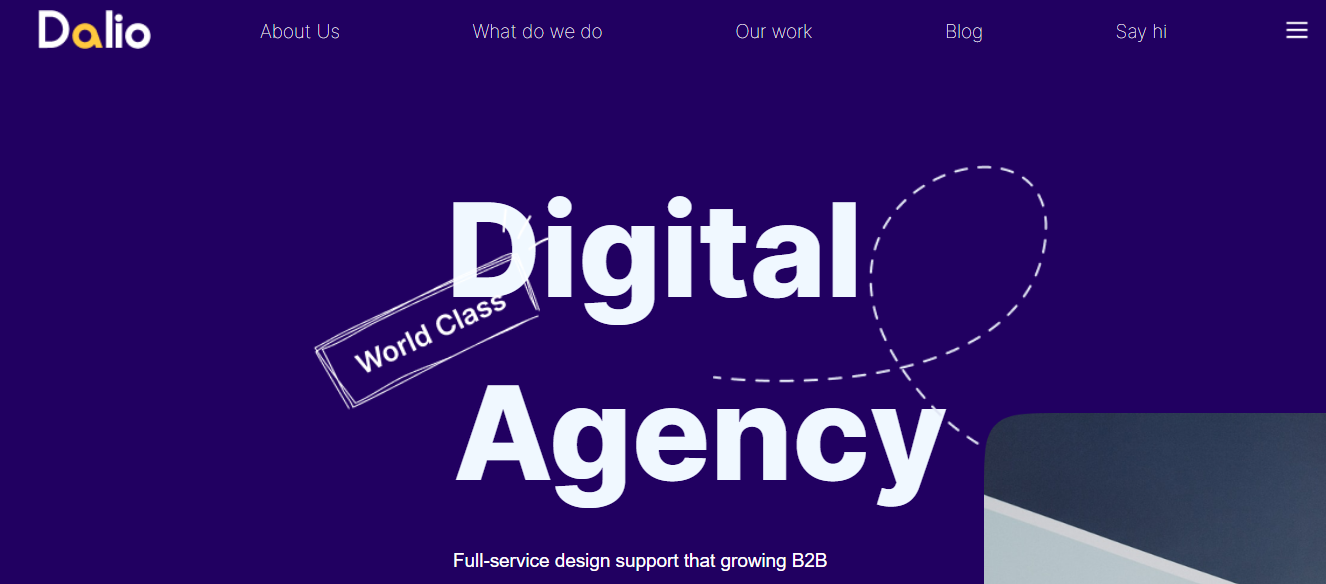 Dalio
About Us
What do we do
Our work
Blog
Say hi
Digital
World Class
Agency
Full-service design support that growing B2B